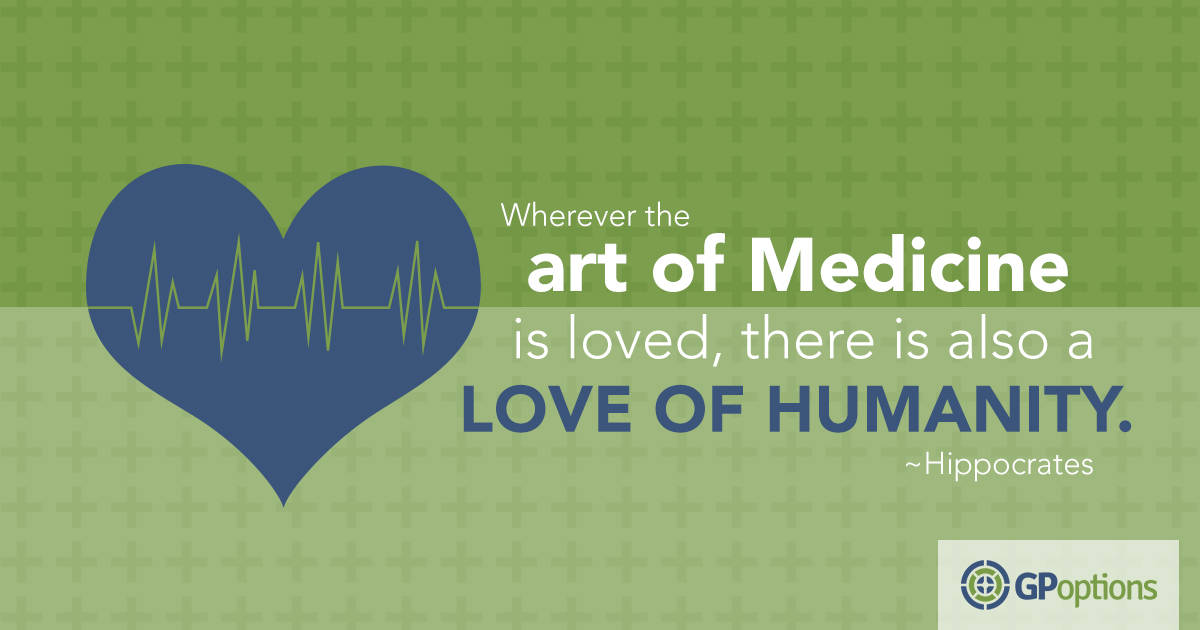 Wherever the
art of Medicine
is loved, there is also a
LOVE OF HUMANITY.
~Hippocrates
GPoptions